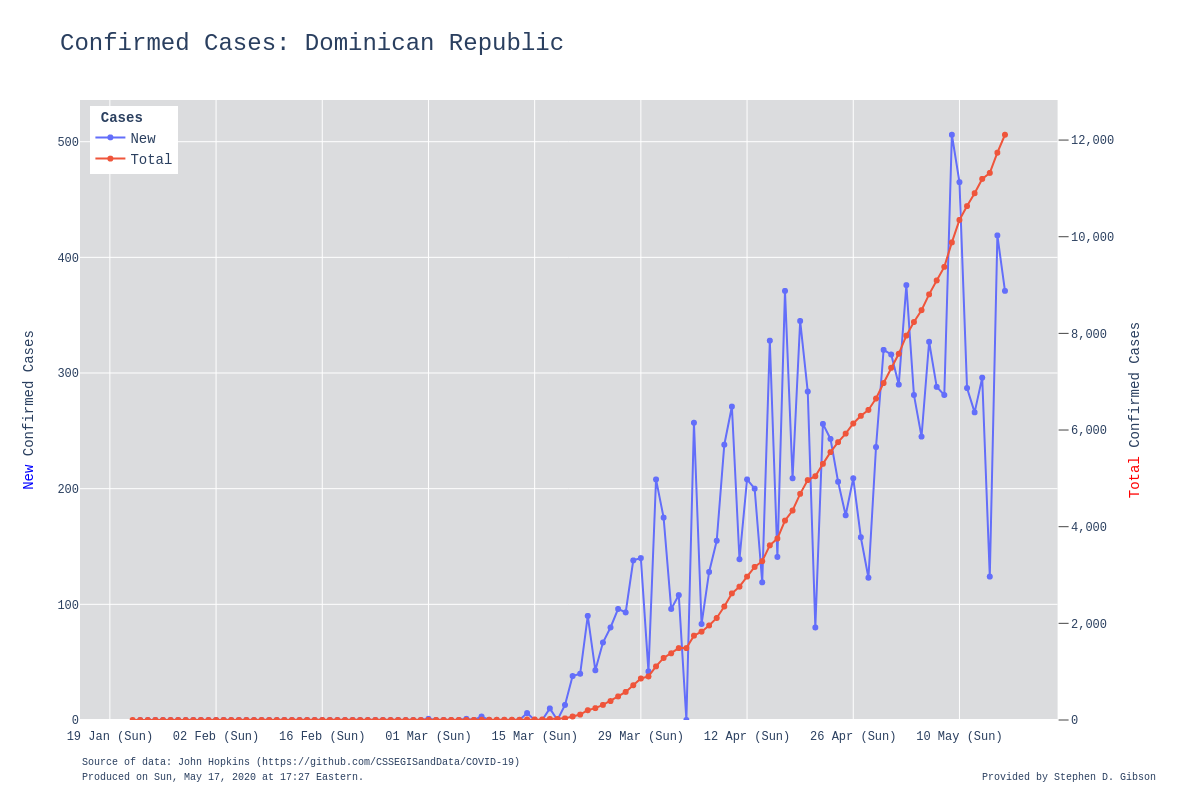 Confirmed Cases: Dominican Republic
Cases
New
Total
500
400
300
200
100
0
12,000
10,000
8,000
6,000
4,000
2,000
0
New Confirmed Cases
Total Confirmed Cases
19 Jan (Sun) 02 Feb (Sun) 16 Feb (Sun) 01 Mar (Sun) 15 Mar (Sun) 29 Mar (Sun) 12 Apr (Sun) 26 Apr (Sun) 10 May (Sun)
Source of data: John Hopkins (https://github.com/CSSEGISandData/COVID-19)
Produced on Sun, May 17, 2020 at 17:27 Eastern.
Provided by Stephen D. Gibson